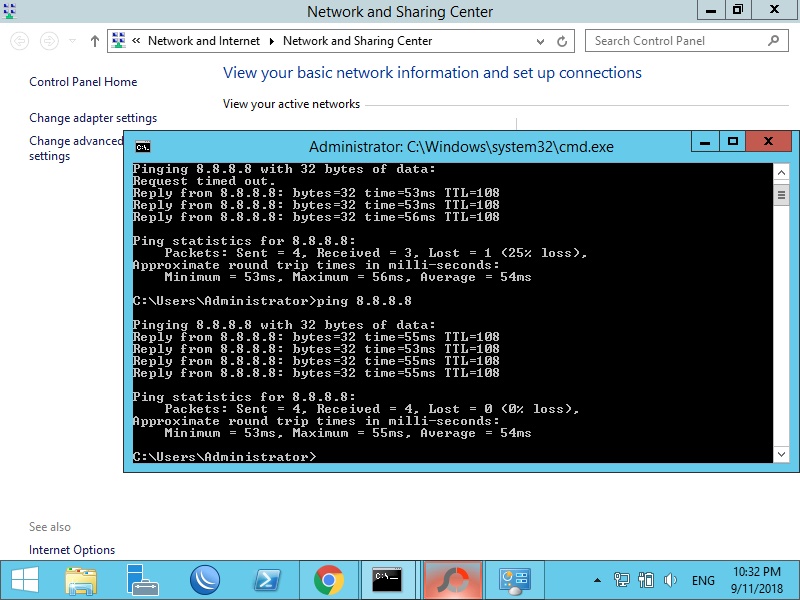 Network and Sharing Center
« Network and Internet Network and Sharing Center
Search Control Panel
Control Panel Home
Change adapter settings
Change advanced
settings
View your basic network information and set up connections
View your active networks
Administrator: C:\Windows\system32\cmd.exe
Pinging 8.8.8.8 with 32 bytes of data:
Request timed out.
Reply from 8.8.8.8: bytes=32 time=53ms TTL=108
Reply from 8.8.8.8: bytes=32 time=53ms TTL=108
Reply from 8.8.8.8: bytes=32 time=56ms TTL=108
Ping statistics for 8.8.8.8:
Packets: Sent = 4, Received = 3, Lost = 1 (25% loss),
Approximate round trip times in milli-seconds:
Minimum = 53ms, Maximum = 56ms, Average = 54ms
C:\Users\Administrator>ping 8.8.8.8
Pinging 8.8.8.8 with 32 bytes of data:
Reply from 8.8.8.8: bytes=32 time=55ms TTL=108
Reply from 8.8.8.8: bytes=32 time=53ms TTL=108
Reply from 8.8.8.8: bytes=32 time=55ms TTL=108
Reply from 8.8.8.8: bytes=32 time=55ms TTL=108
Ping statistics for 8.8.8.8:
Packets: Sent = 4, Received = 4, Lost = 0 (0% loss),
Approximate round trip times in milli-seconds:
Minimum = 53ms, Maximum = 55ms, Average = 54ms
C:\Users\Administrator>
See also
Internet Options
ENG
10:32 PM
9/11/2018